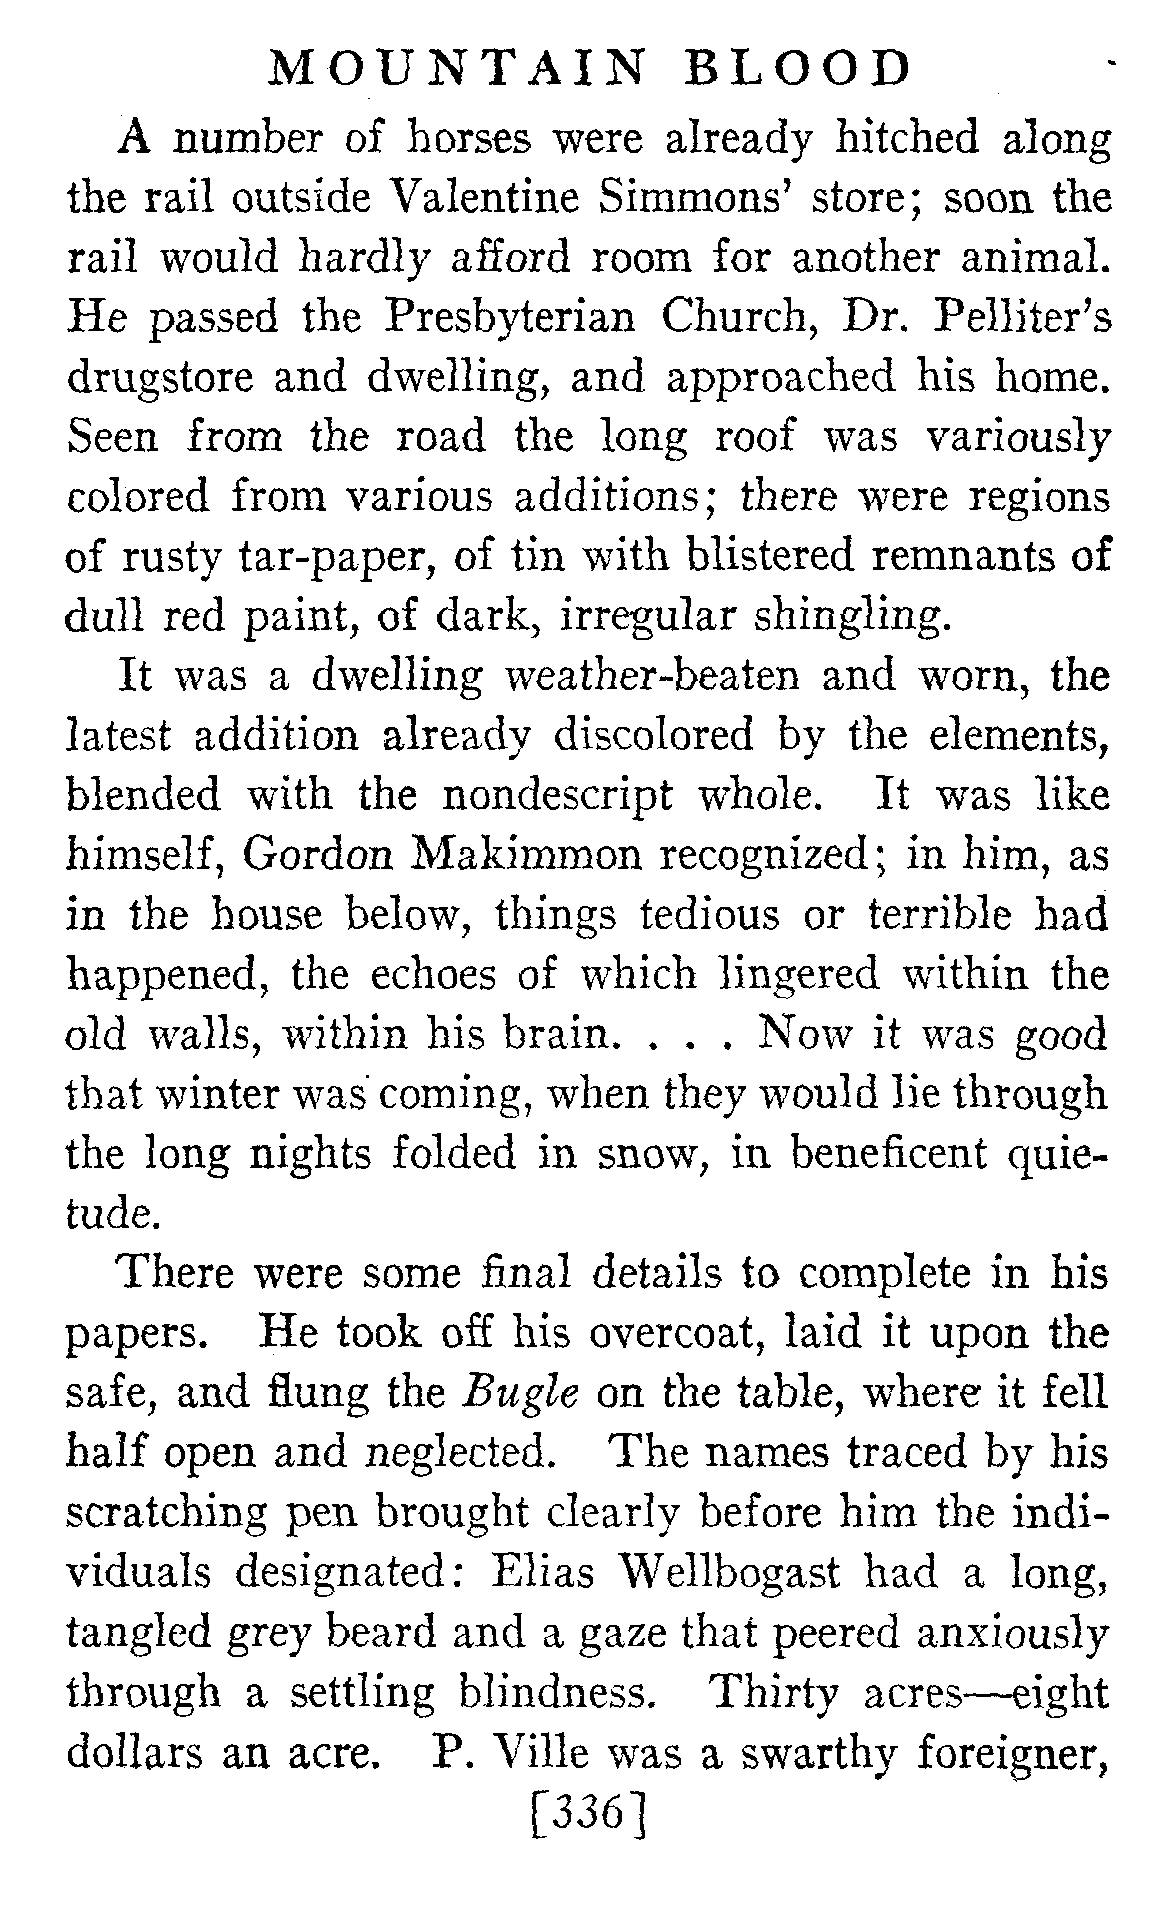 MOUNTAIN BLOOD
A number of horses were already hitched along
the rail outside Valentine Simmons' store; soon the
rail would hardly afford room for another animal.
He passed the Presbyterian Church, Dr. Pelliter's
drugstore and dwelling, and approached his home.
Seen from the road the long roof was variously
colored from various additions; there were regions
of rusty tar-paper, of tin with blistered remnants of
dull red paint, of dark, irregular shingling.
It was a dwelling weather-beaten and worn, the
latest addition already discolored by the elements,
blended with the nondescript whole. It was like
himself, Gordon Makimmon recognized; in him, as
in the house below, things tedious or terrible had
happened, the echoes of which lingered within the
old walls, within his brain. . . . Now it was good
that winter was coming, when they would lie through
the long nights folded in snow, in beneficent quie-
tude.
There were some final details to complete in his
papers. He took off his overcoat, laid it upon the
safe, and flung the Bugle on the table, where it fell
half open and neglected. The names traced by his
scratching pen brought clearly before him the indi-
viduals designated: Elias Wellbogast had a long,
tangled grey beard and a gaze that peered anxiously
through a settling blindness. Thirty acres—eight
dollars an acre. P. Ville was a swarthy foreigner,
[336]